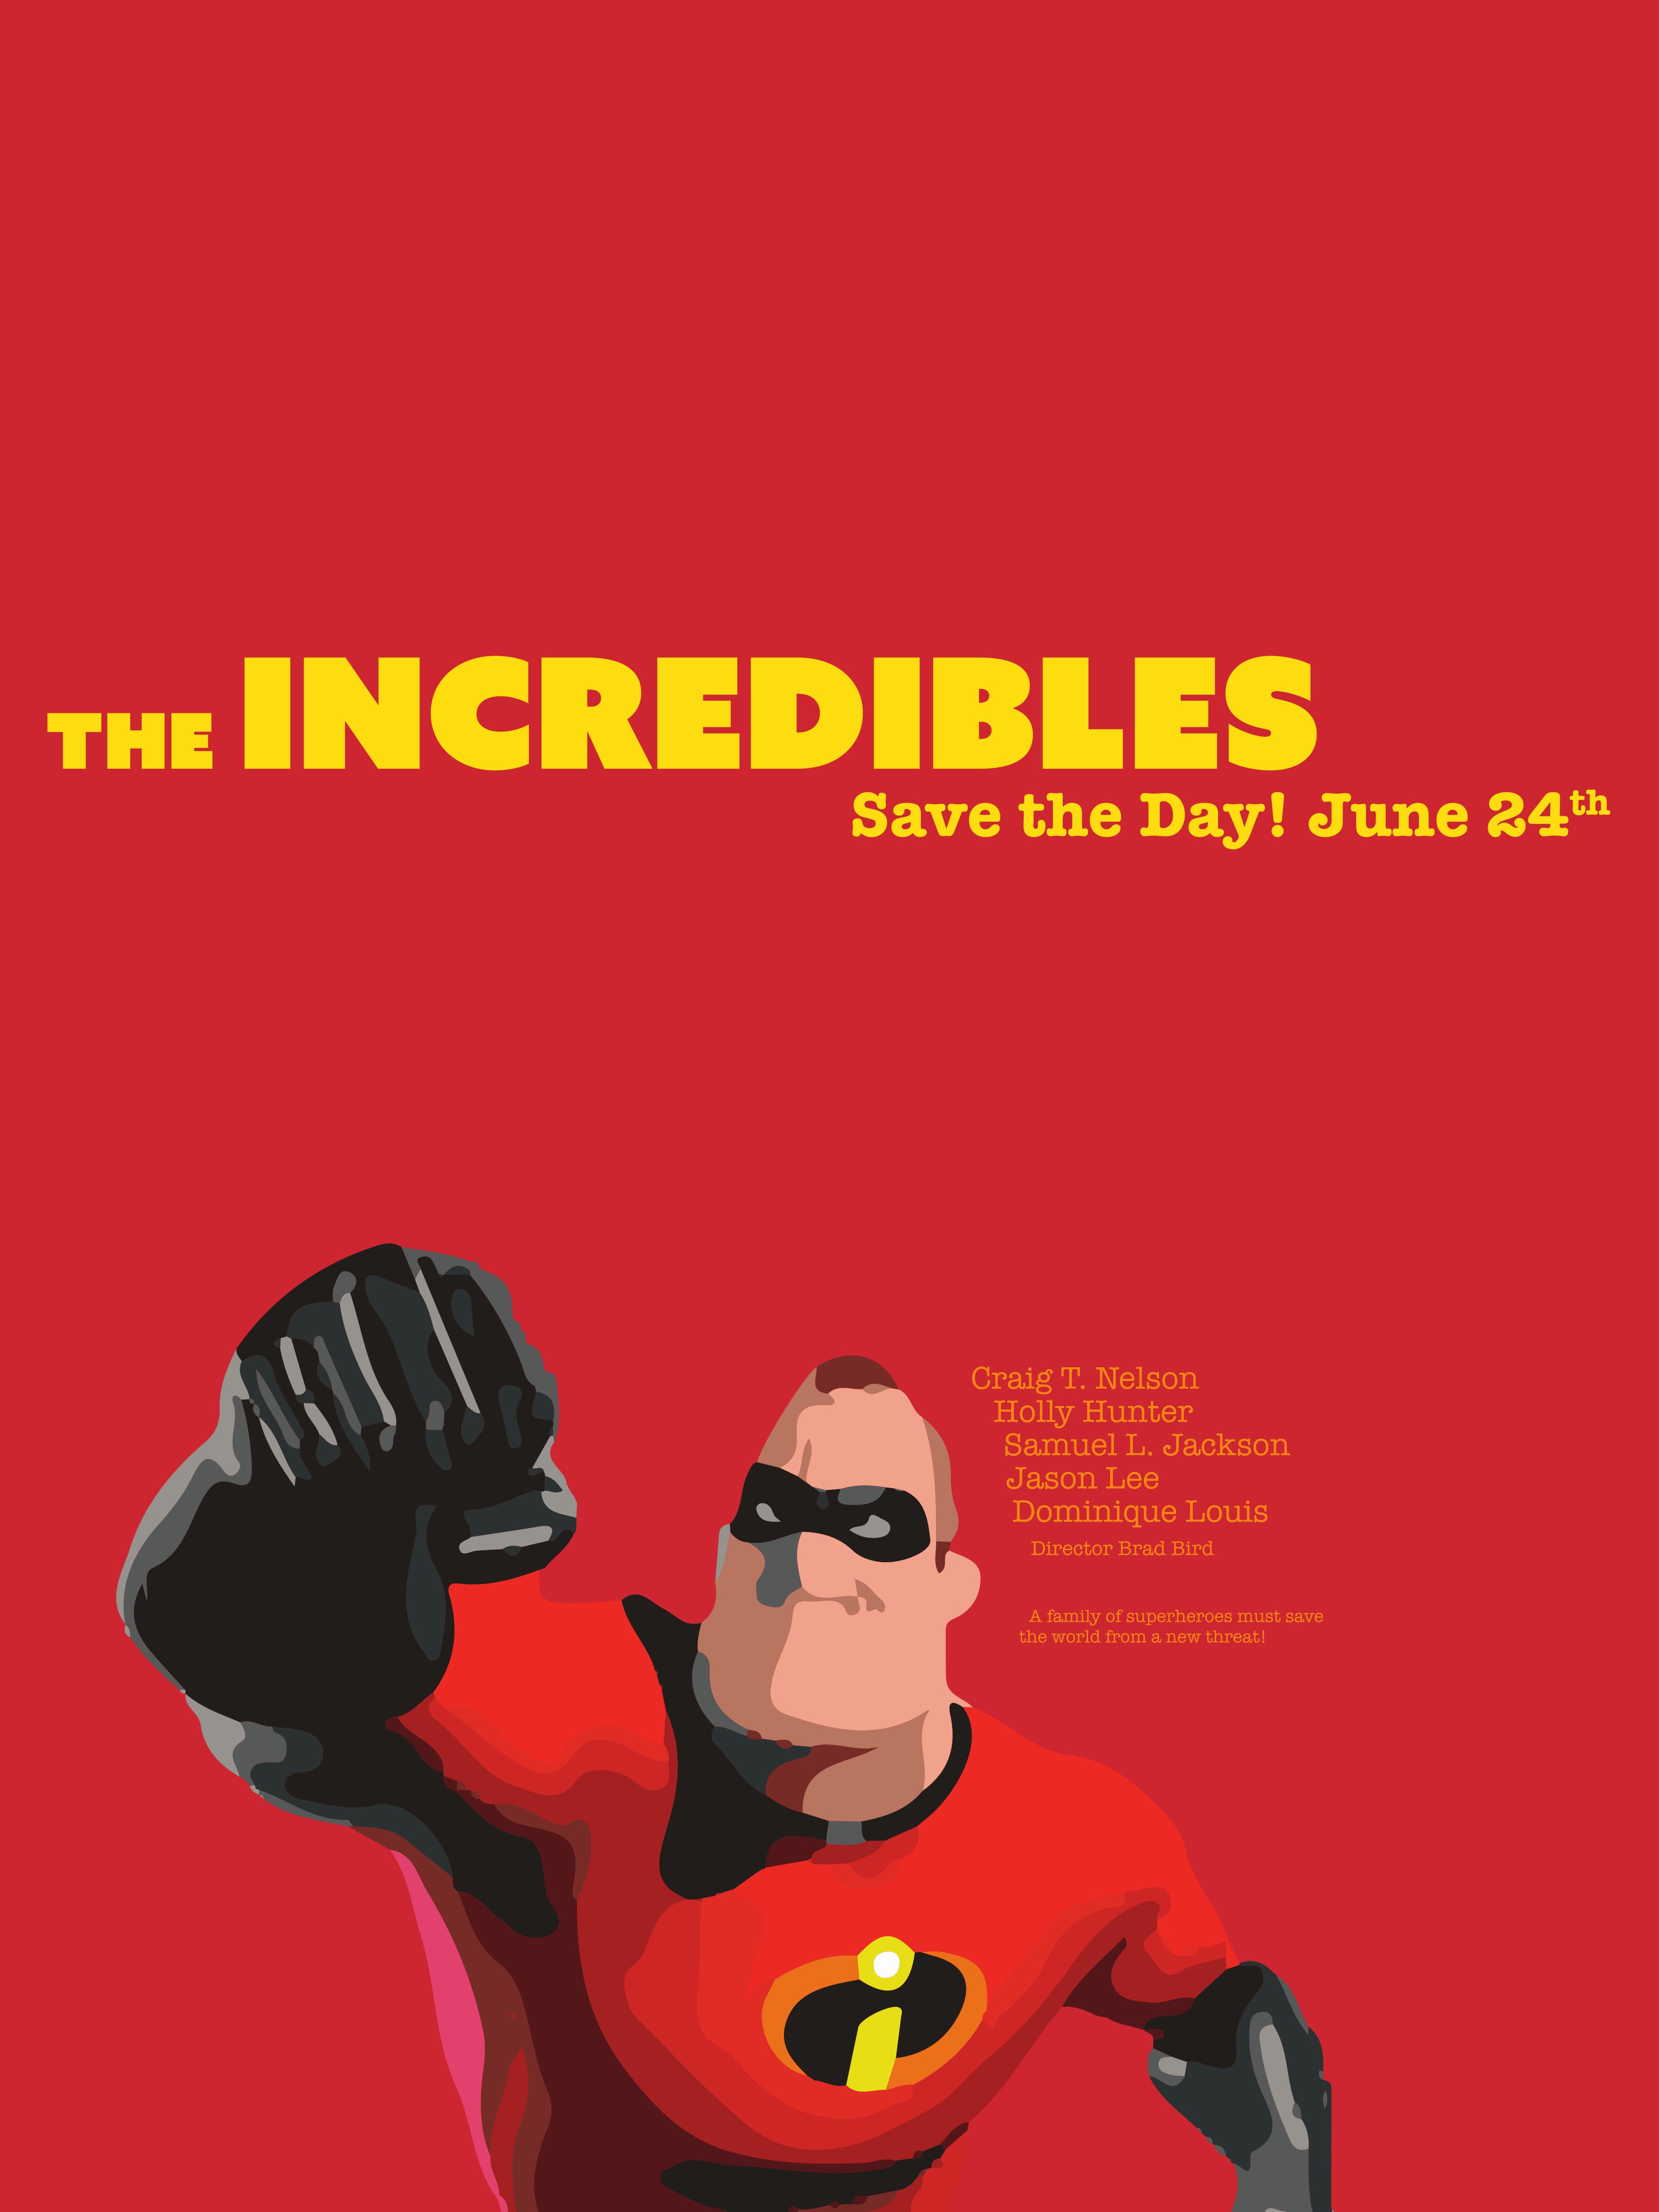 THE INCREDIBLES
Save the Day! June 24th
Craig T. Nelson
Holly Hunter
Samuel L. Jackson
Jason Lee
Dominique Louis
Director Brad Bird
A family of superheroes must save
the world from a new threat!